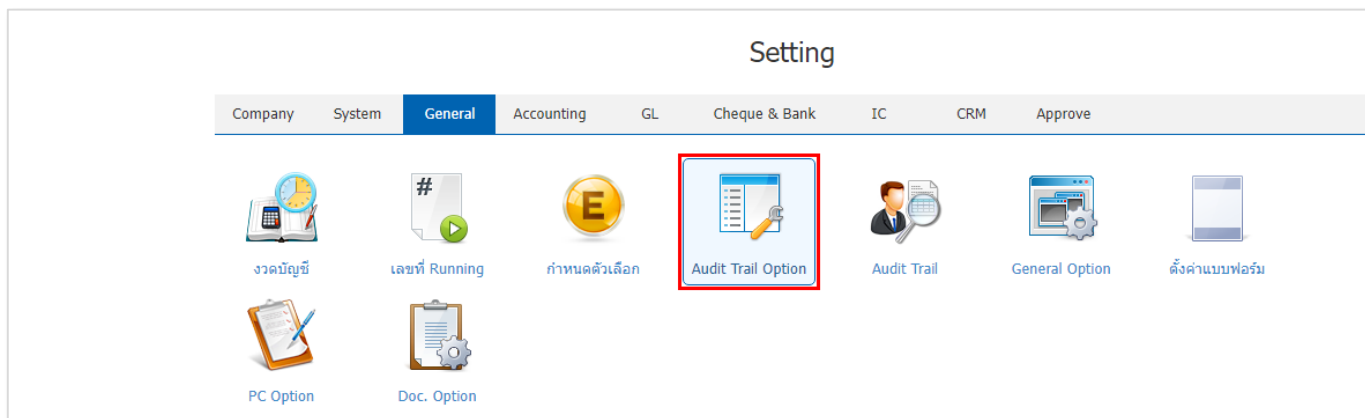 Setting
Company System General Accounting GL Cheque & Bank IC CRM Approve
#
E
งวดบัญชี เลขที่ Running กำหนดตัวเลือก Audit Trail Option Audit Trail General Option ตั้งค่าแบบฟอร์ม
PC Option Doc. Option